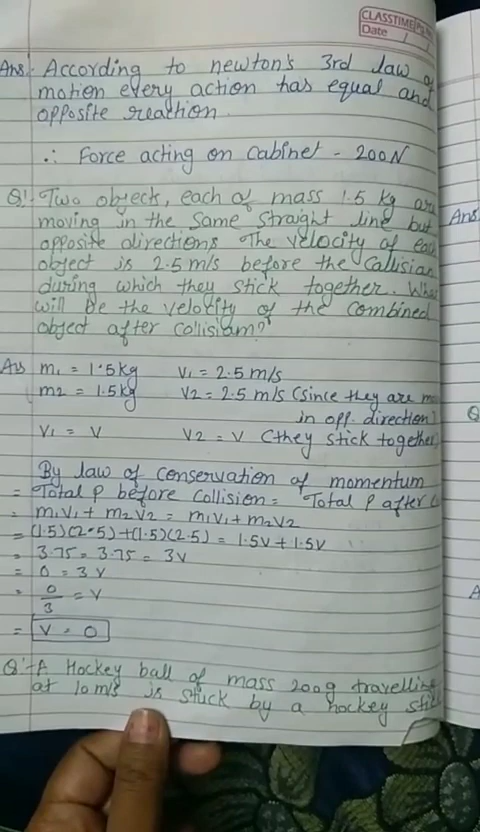 CLASSTIME Pg. No.
Date / /
Ans:- According to newton's 3rd law of
motion every action has equal and
opposite reaction.
∴ Force acting on Cabinet - 200N
Q:- Two objects, each of mass 1.5 kg are
moving in the same straight line but
opposite directions The velocity of each
object is 2.5 m/s before the Callisian
during which they stick together. What
will be the velocity of the combined
object after collisiam?
Ans m1 = 1.5kg V1 = 2.5 m/s
m2 = 1.5kg V2 = 2.5 m/s (since they are
in opp. direction)
V1 = V V2 = V (they stick together)
By law of conservation of momentum
= Total P before Collision = Total P after
= m1V1 + m2V2 = m1V1 + m2V2
= (1.5)(2.5)+(1.5)(2.5) = 1.5V + 1.5V
= 3.75 - 3.75 = 3V
= 0 = 3V
= 0/3 = V
= V = 0
Q:- A Hockey ball of mass 200g travelling
at 10 m/s is stuck by a hockey stick
Ans
Q
A